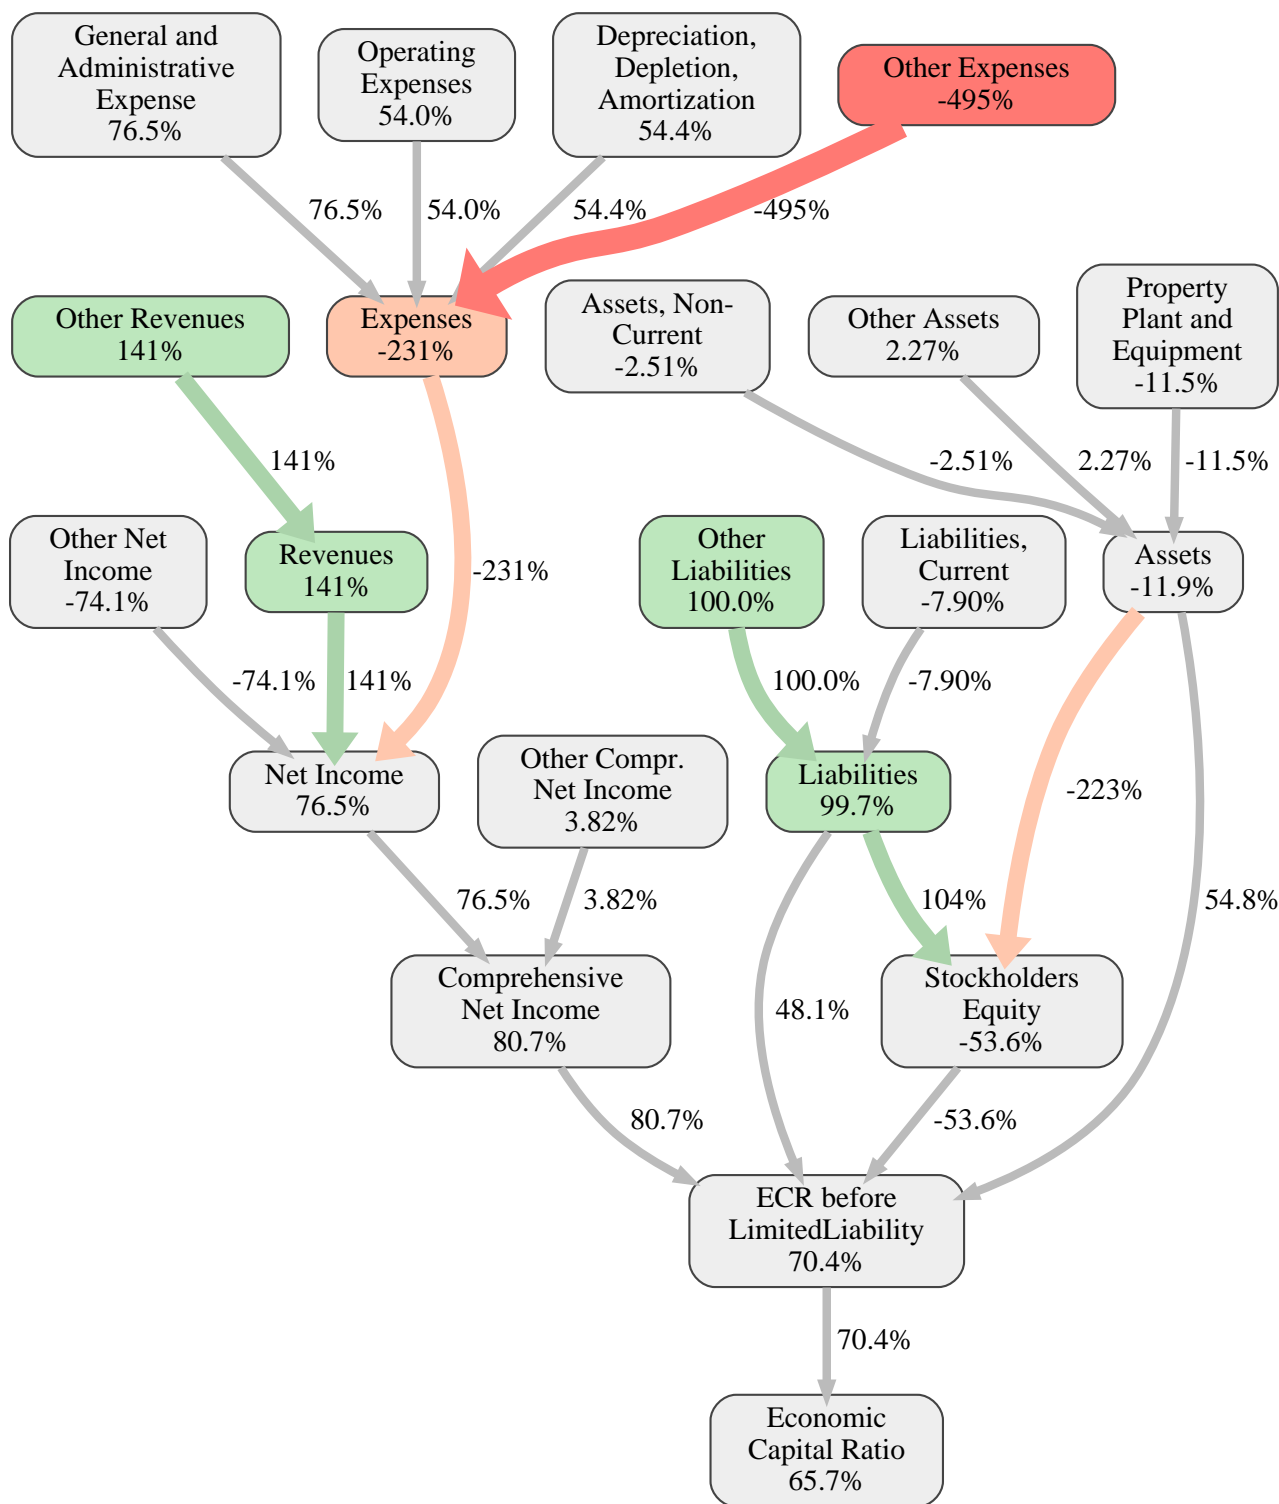 General and
Administrative
Expense
76.5%
Operating
Expenses
54.0%
Depreciation,
Depletion,
Amortization
54.4%
Other Expenses
-495%
76.5%
54.0%
54.4%
-495%
Other Revenues
141%
Expenses
-231%
Assets, Non-
Current
-2.51%
Other Assets
2.27%
Property
Plant and
Equipment
-11.5%
141%
-2.51%
2.27%
-11.5%
Other Net
Income
-74.1%
Revenues
141%
-231%
Other
Liabilities
100.0%
Liabilities,
Current
-7.90%
Assets
-11.9%
-74.1%
141%
100.0%
-7.90%
Net Income
76.5%
Other Compr.
Net Income
3.82%
Liabilities
99.7%
-223%
76.5%
3.82%
104%
54.8%
Comprehensive
Net Income
80.7%
48.1%
Stockholders
Equity
-53.6%
80.7%
-53.6%
ECR before
LimitedLiability
70.4%
70.4%
Economic
Capital Ratio
65.7%